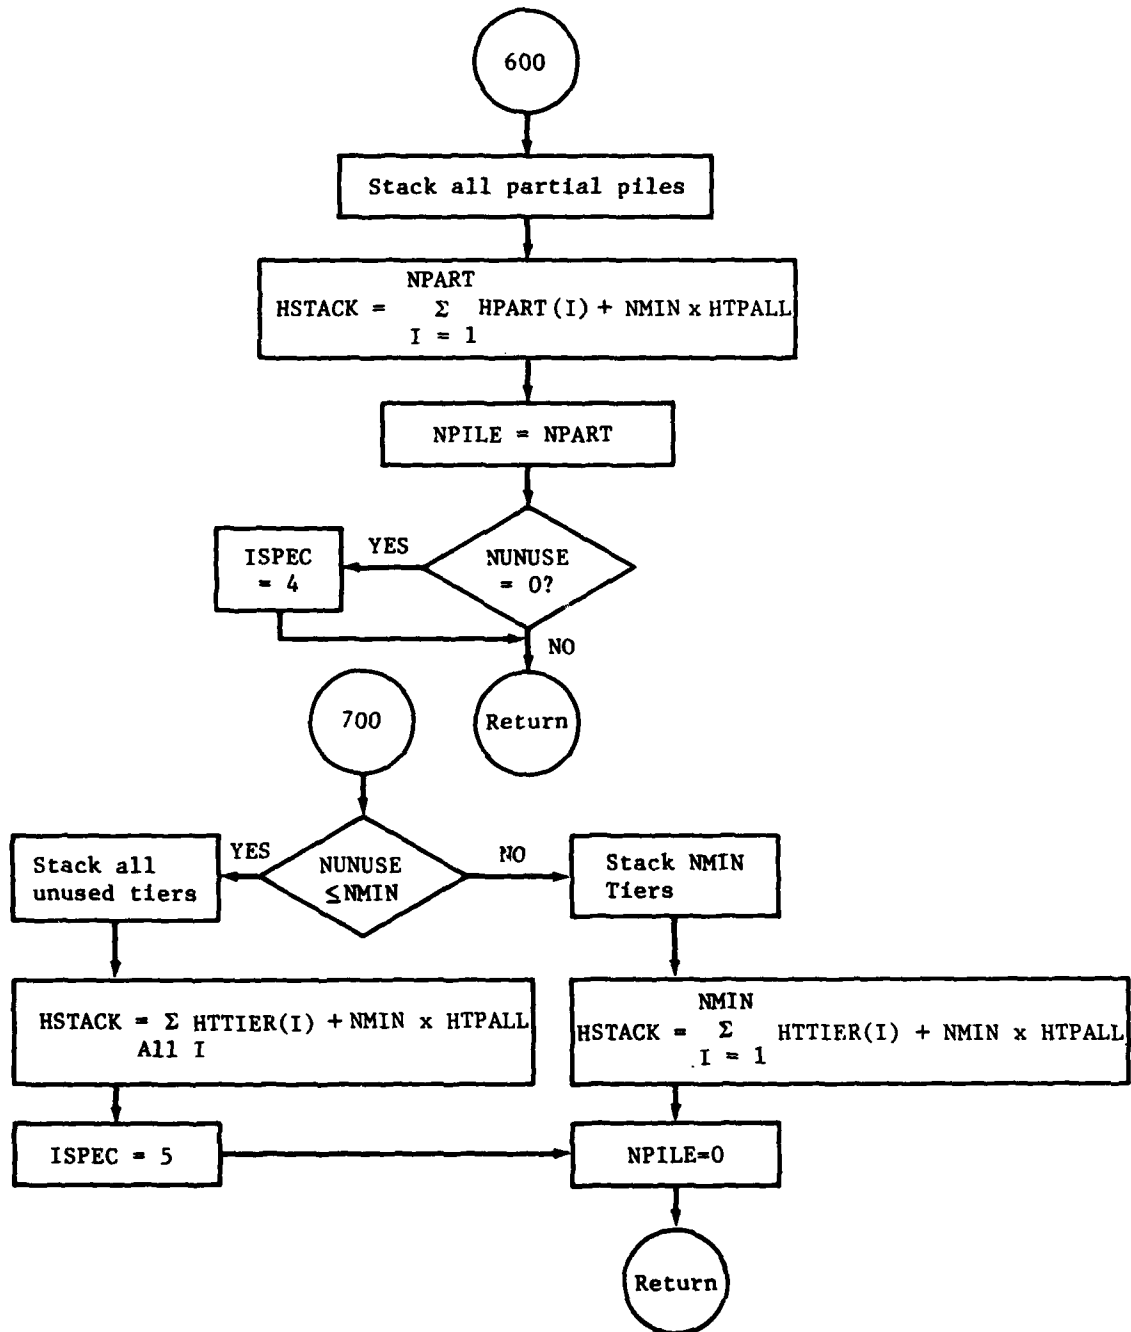 600
Stack all partial piles
NPART
HSTACK = Σ HPART(I) + NMIN x HTPALL
I = 1
NPILE = NPART
ISPEC
= 4
YES
NUNUSE
= 0?
NO
700
Return
Stack all
unused tiers
YES
NUNUSE
≤NMIN
NO
Stack NMIN
Tiers
HSTACK = Σ HTTIER(I) + NMIN x HTPALL
All I
NMIN
HSTACK = Σ HTTIER(I) + NMIN x HTPALL
I = 1
ISPEC = 5
NPILE=0
Return